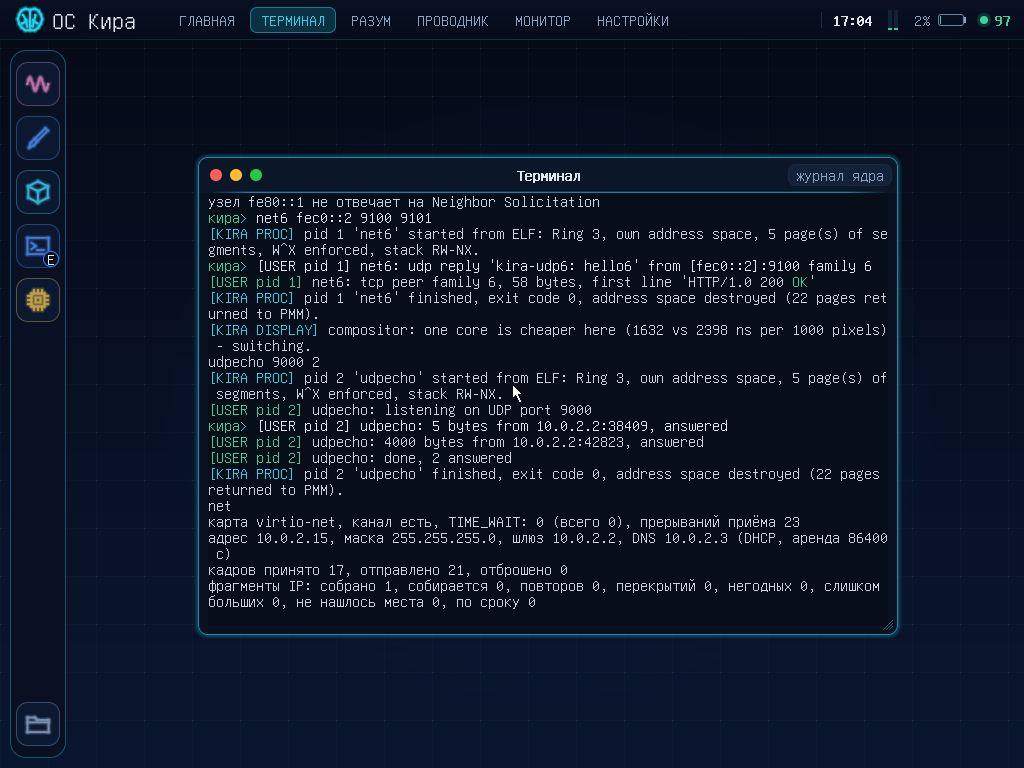 ОС Кира
ГЛАВНАЯ
ТЕРМИНАЛ
РАЗУМ
ПРОВОДНИК
МОНИТОР
НАСТРОЙКИ
17:04
2%
97
E
Терминал
журнал ядра
узел fe80::1 не отвечает на Neighbor Solicitation
кира> net6 fec0::2 9100 9101
[KIRA PROC] pid 1 'net6' started from ELF: Ring 3, own address space, 5 page(s) of se
gments, W^X enforced, stack RW-NX.
кира> [USER pid 1] net6: udp reply 'kira-udp6: hello6' from [fec0::2]:9100 family 6
[USER pid 1] net6: tcp peer family 6, 58 bytes, first line 'HTTP/1.0 200 OK'
[KIRA PROC] pid 1 'net6' finished, exit code 0, address space destroyed (22 pages ret
urned to PMM).
[KIRA DISPLAY] compositor: one core is cheaper here (1632 vs 2398 ns per 1000 pixels)
 - switching.
udpecho 9000 2
[KIRA PROC] pid 2 'udpecho' started from ELF: Ring 3, own address space, 5 page(s) of
 segments, W^X enforced, stack RW-NX.
[USER pid 2] udpecho: listening on UDP port 9000
кира> [USER pid 2] udpecho: 5 bytes from 10.0.2.2:38409, answered
[USER pid 2] udpecho: 4000 bytes from 10.0.2.2:42823, answered
[USER pid 2] udpecho: done, 2 answered
[KIRA PROC] pid 2 'udpecho' finished, exit code 0, address space destroyed (22 pages
returned to PMM).
net
карта virtio-net, канал есть, TIME_WAIT: 0 (всего 0), прерываний приёма 23
адрес 10.0.2.15, маска 255.255.255.0, шлюз 10.0.2.2, DNS 10.0.2.3 (DHCP, аренда 86400
 с)
кадров принято 17, отправлено 21, отброшено 0
фрагменты IP: собрано 1, собирается 0, повторов 0, перекрытий 0, негодных 0, слишком
больших 0, не нашлось места 0, по сроку 0